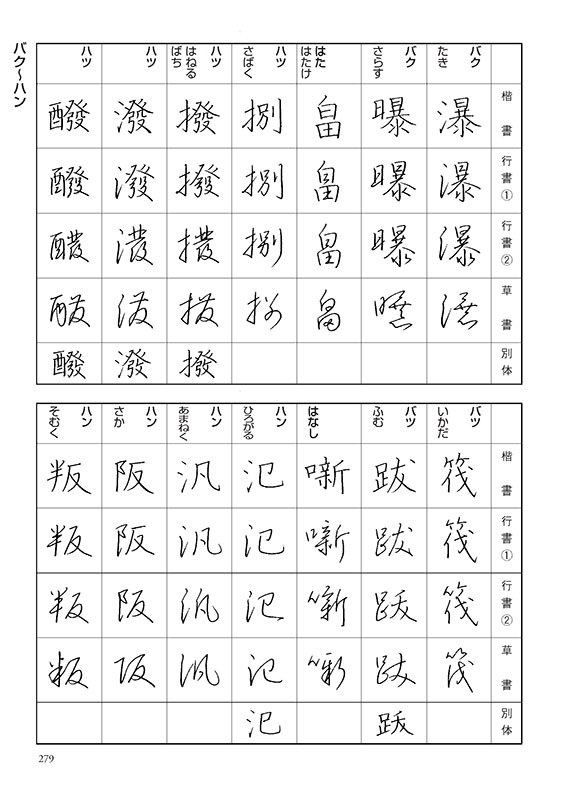 バク〜ハン
楷書 行書① 行書② 草書 別体
バク
たき
瀑 瀑 瀑 瀑
バク
さらす
曝 曝 曝 曝
はた
はたけ
畠 畠 畠 畠
ハツ
さばく
捌 捌 捌 捌
ハツ
はねる
ばち
撥 撥 撥 撥 撥
ハツ
潑 潑 潑 潑 潑
ハツ
醱 醱 醱 醱 醱
楷書 行書① 行書② 草書 別体
バツ
いかだ
筏 筏 筏 筏
バツ
ふむ
跋 跋 跋 跋 跋
はなし
噺 噺 噺 噺
ハン
ひろがる
氾 氾 氾 氾 氾
ハン
あまねく
汎 汎 汎 汎
ハン
さか
阪 阪 阪 阪
ハン
そむく
叛 叛 叛 叛
279